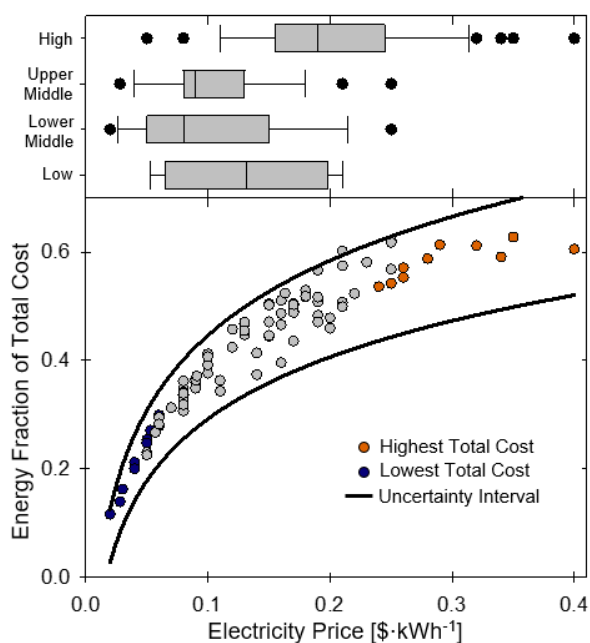 High
Upper
Middle
Lower
Middle
Low
Energy Fraction of Total Cost
0.6
0.4
0.2
0.0
Highest Total Cost
Lowest Total Cost
Uncertainty Interval
0.0 0.1 0.2 0.3 0.4
Electricity Price [$·kWh⁻¹]